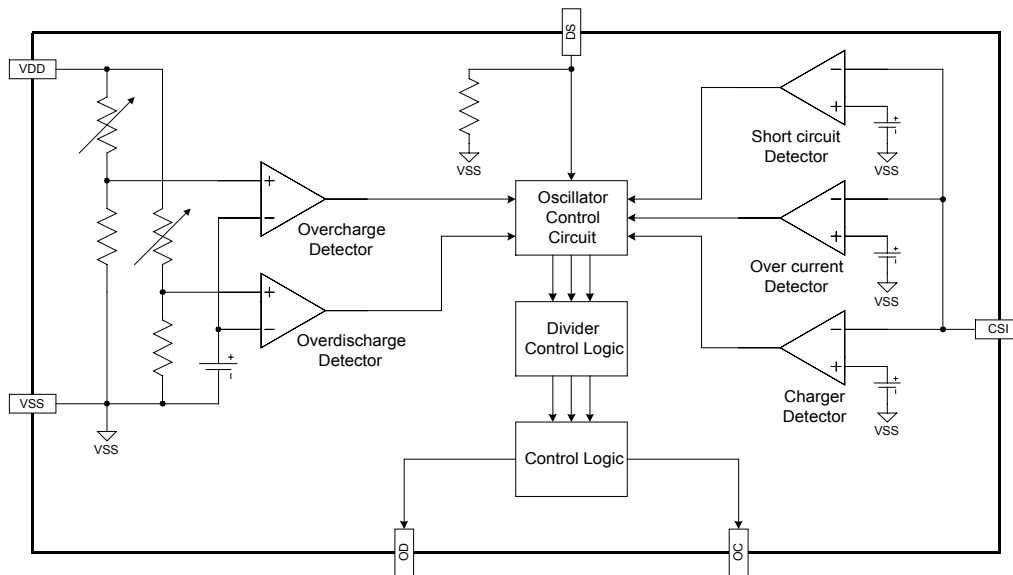 DS
VDD
VSS
Short circuit
Detector
VSS
+
-
Oscillator
Control
Circuit
Overcharge
Detector
Over current
Detector
VSS
Overdischarge
Detector
Divider
Control Logic
CSI
VSS
VSS
Charger
Detector
VSS
Control Logic
OD
OC